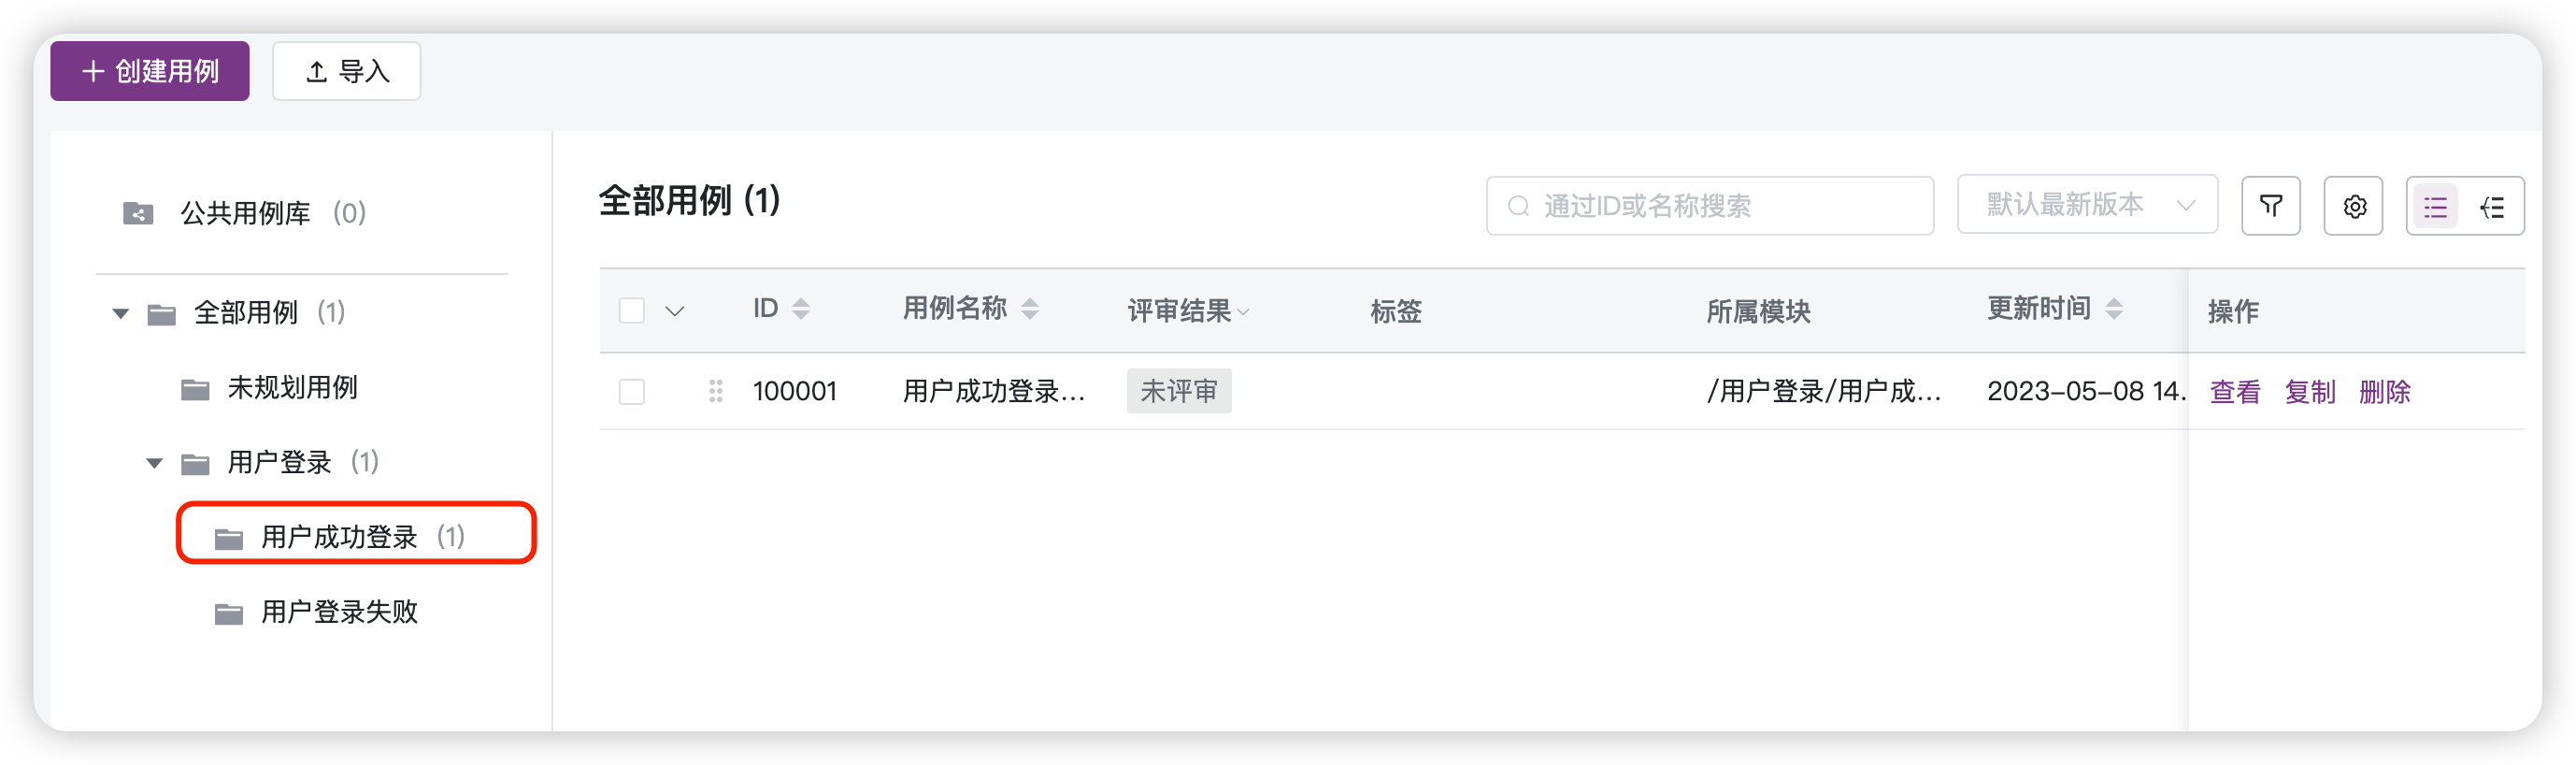 创建用例 导入
公共用例库 (0)
全部用例 (1)
未规划用例
用户登录 (1)
用户成功登录 (1)
用户登录失败
全部用例 (1)
通过ID或名称搜索 默认最新版本
ID 用例名称 评审结果 标签 所属模块 更新时间 操作
100001 用户成功登录... 未评审 /用户登录/用户成... 2023-05-08 14. 查看 复制 删除